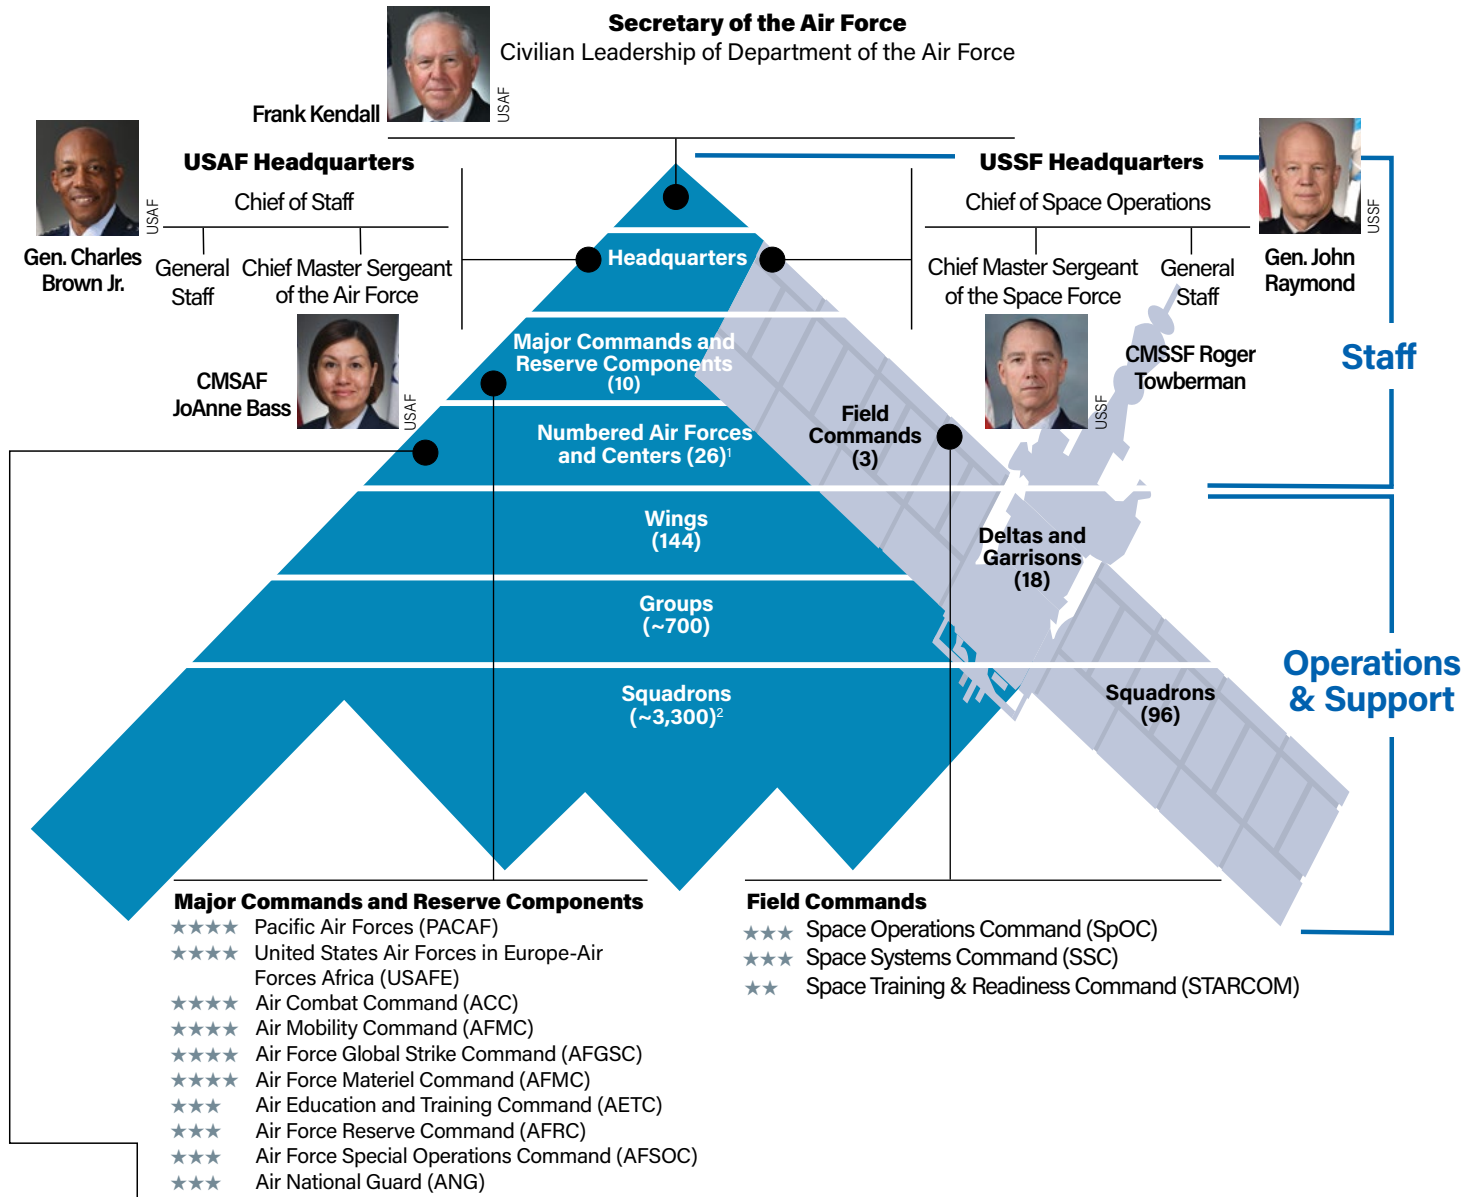 Secretary of the Air Force
Civilian Leadership of Department of the Air Force
Frank Kendall
USAF
USAF Headquarters
Chief of Staff
USAF
Gen. Charles
Brown Jr.
General
Staff
Chief Master Sergeant
of the Air Force
CMSAF
JoAnne Bass
USAF
USSF Headquarters
Chief of Space Operations
USSF
Gen. John
Raymond
Chief Master Sergeant
of the Space Force
General
Staff
CMSSF Roger
Towberman
USSF
Staff
Headquarters
Major Commands and
Reserve Components
(10)
Numbered Air Forces
and Centers (26)1
Field
Commands
(3)
Wings
(144)
Deltas and
Garrisons
(18)
Groups
(~700)
Operations
& Support
Squadrons
(~3,300)2
Squadrons
(96)
Major Commands and Reserve Components
★★★★ Pacific Air Forces (PACAF)
★★★★ United States Air Forces in Europe-Air
Forces Africa (USAFE)
★★★★ Air Combat Command (ACC)
★★★★ Air Mobility Command (AFMC)
★★★★ Air Force Global Strike Command (AFGSC)
★★★★ Air Force Materiel Command (AFMC)
★★★ Air Education and Training Command (AETC)
★★★ Air Force Reserve Command (AFRC)
★★★ Air Force Special Operations Command (AFSOC)
★★★ Air National Guard (ANG)
Field Commands
★★★ Space Operations Command (SpOC)
★★★ Space Systems Command (SSC)
★★ Space Training & Readiness Command (STARCOM)